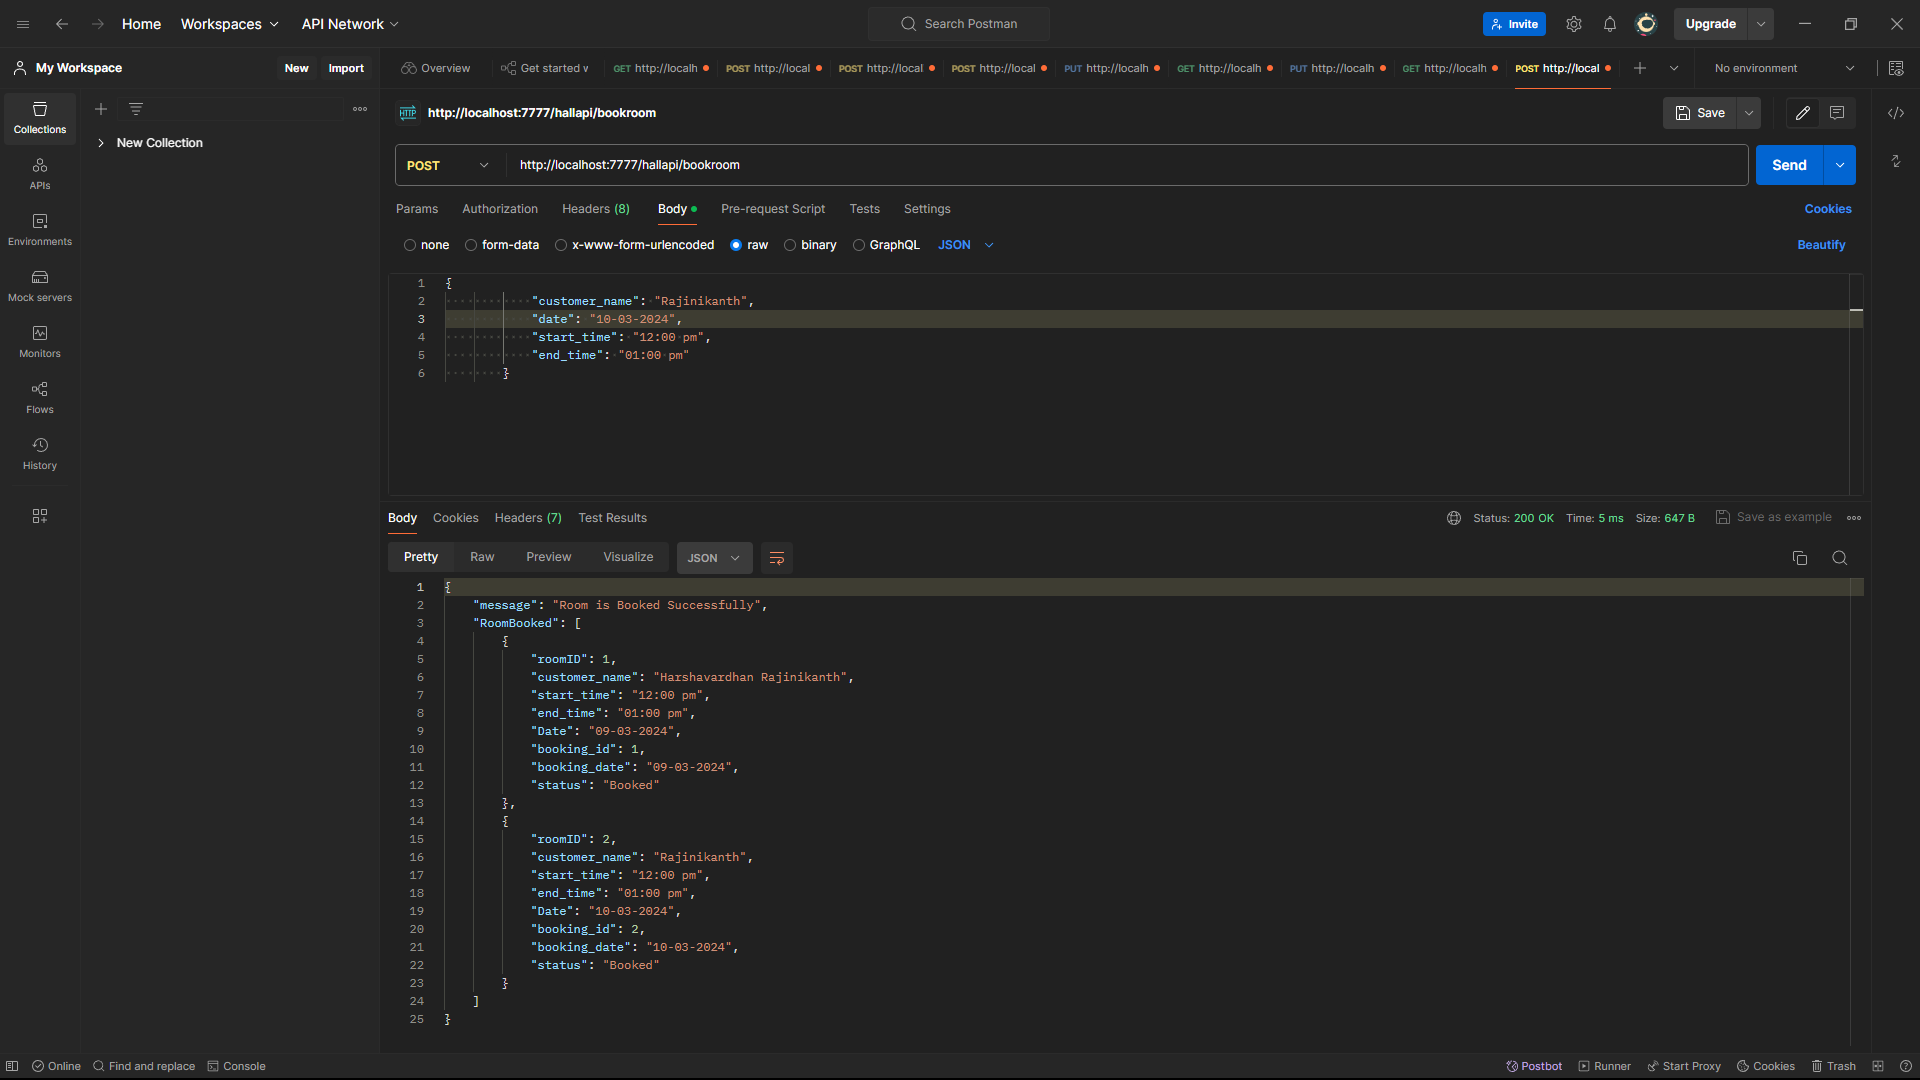 Home Workspaces API Network Search Postman Invite Upgrade
My Workspace New Import Overview Get started w GET http://localh POST http://local POST http://local POST http://local PUT http://localh GET http://localh PUT http://localh GET http://localh POST http://local No environment
Collections
New Collection
APIs
Environments
Mock servers
Monitors
Flows
History
HTTP http://localhost:7777/hallapi/bookroom Save
POST http://localhost:7777/hallapi/bookroom Send
Params Authorization Headers (8) Body Pre-request Script Tests Settings Cookies
none form-data x-www-form-urlencoded raw binary GraphQL JSON Beautify
1 {
2 "customer_name": "Rajinikanth",
3 "date": "10-03-2024",
4 "start_time": "12:00 pm",
5 "end_time": "01:00 pm"
6 }
Body Cookies Headers (7) Test Results Status: 200 OK Time: 5 ms Size: 647 B Save as example
Pretty Raw Preview Visualize JSON
1 {
2 "message": "Room is Booked Successfully",
3 "RoomBooked": [
4 {
5 "roomID": 1,
6 "customer_name": "Harshavardhan Rajinikanth",
7 "start_time": "12:00 pm",
8 "end_time": "01:00 pm",
9 "Date": "09-03-2024",
10 "booking_id": 1,
11 "booking_date": "09-03-2024",
12 "status": "Booked"
13 },
14 {
15 "roomID": 2,
16 "customer_name": "Rajinikanth",
17 "start_time": "12:00 pm",
18 "end_time": "01:00 pm",
19 "Date": "10-03-2024",
20 "booking_id": 2,
21 "booking_date": "10-03-2024",
22 "status": "Booked"
23 }
24 ]
25 }
Online Find and replace Console Postbot Runner Start Proxy Cookies Trash